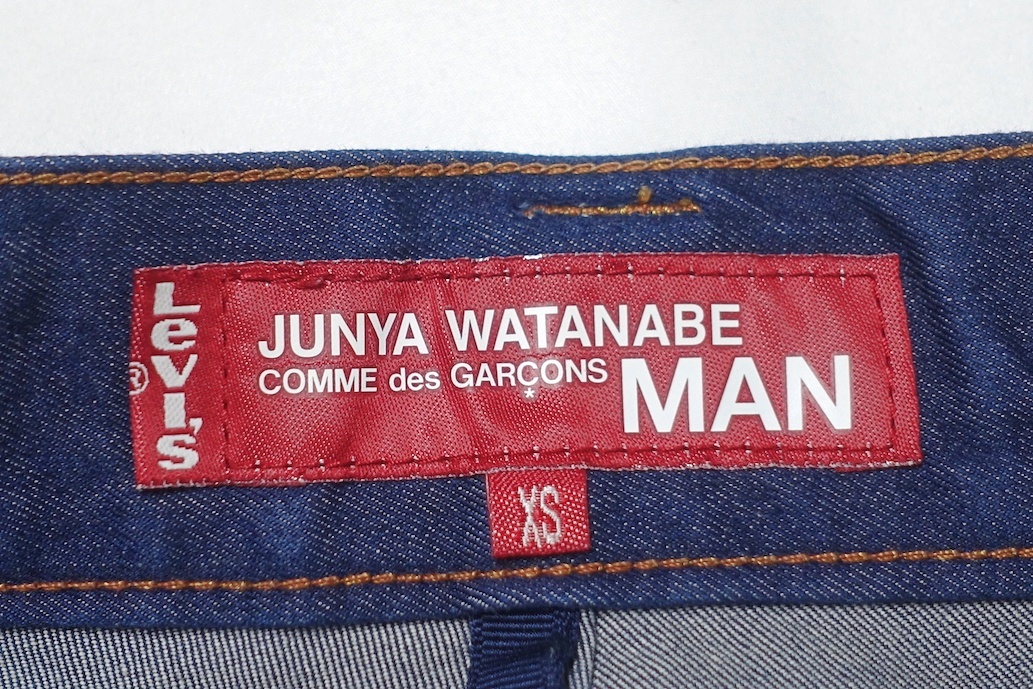 LeVI's
®
JUNYA WATANABE
COMME des GARÇONS
MAN
XS